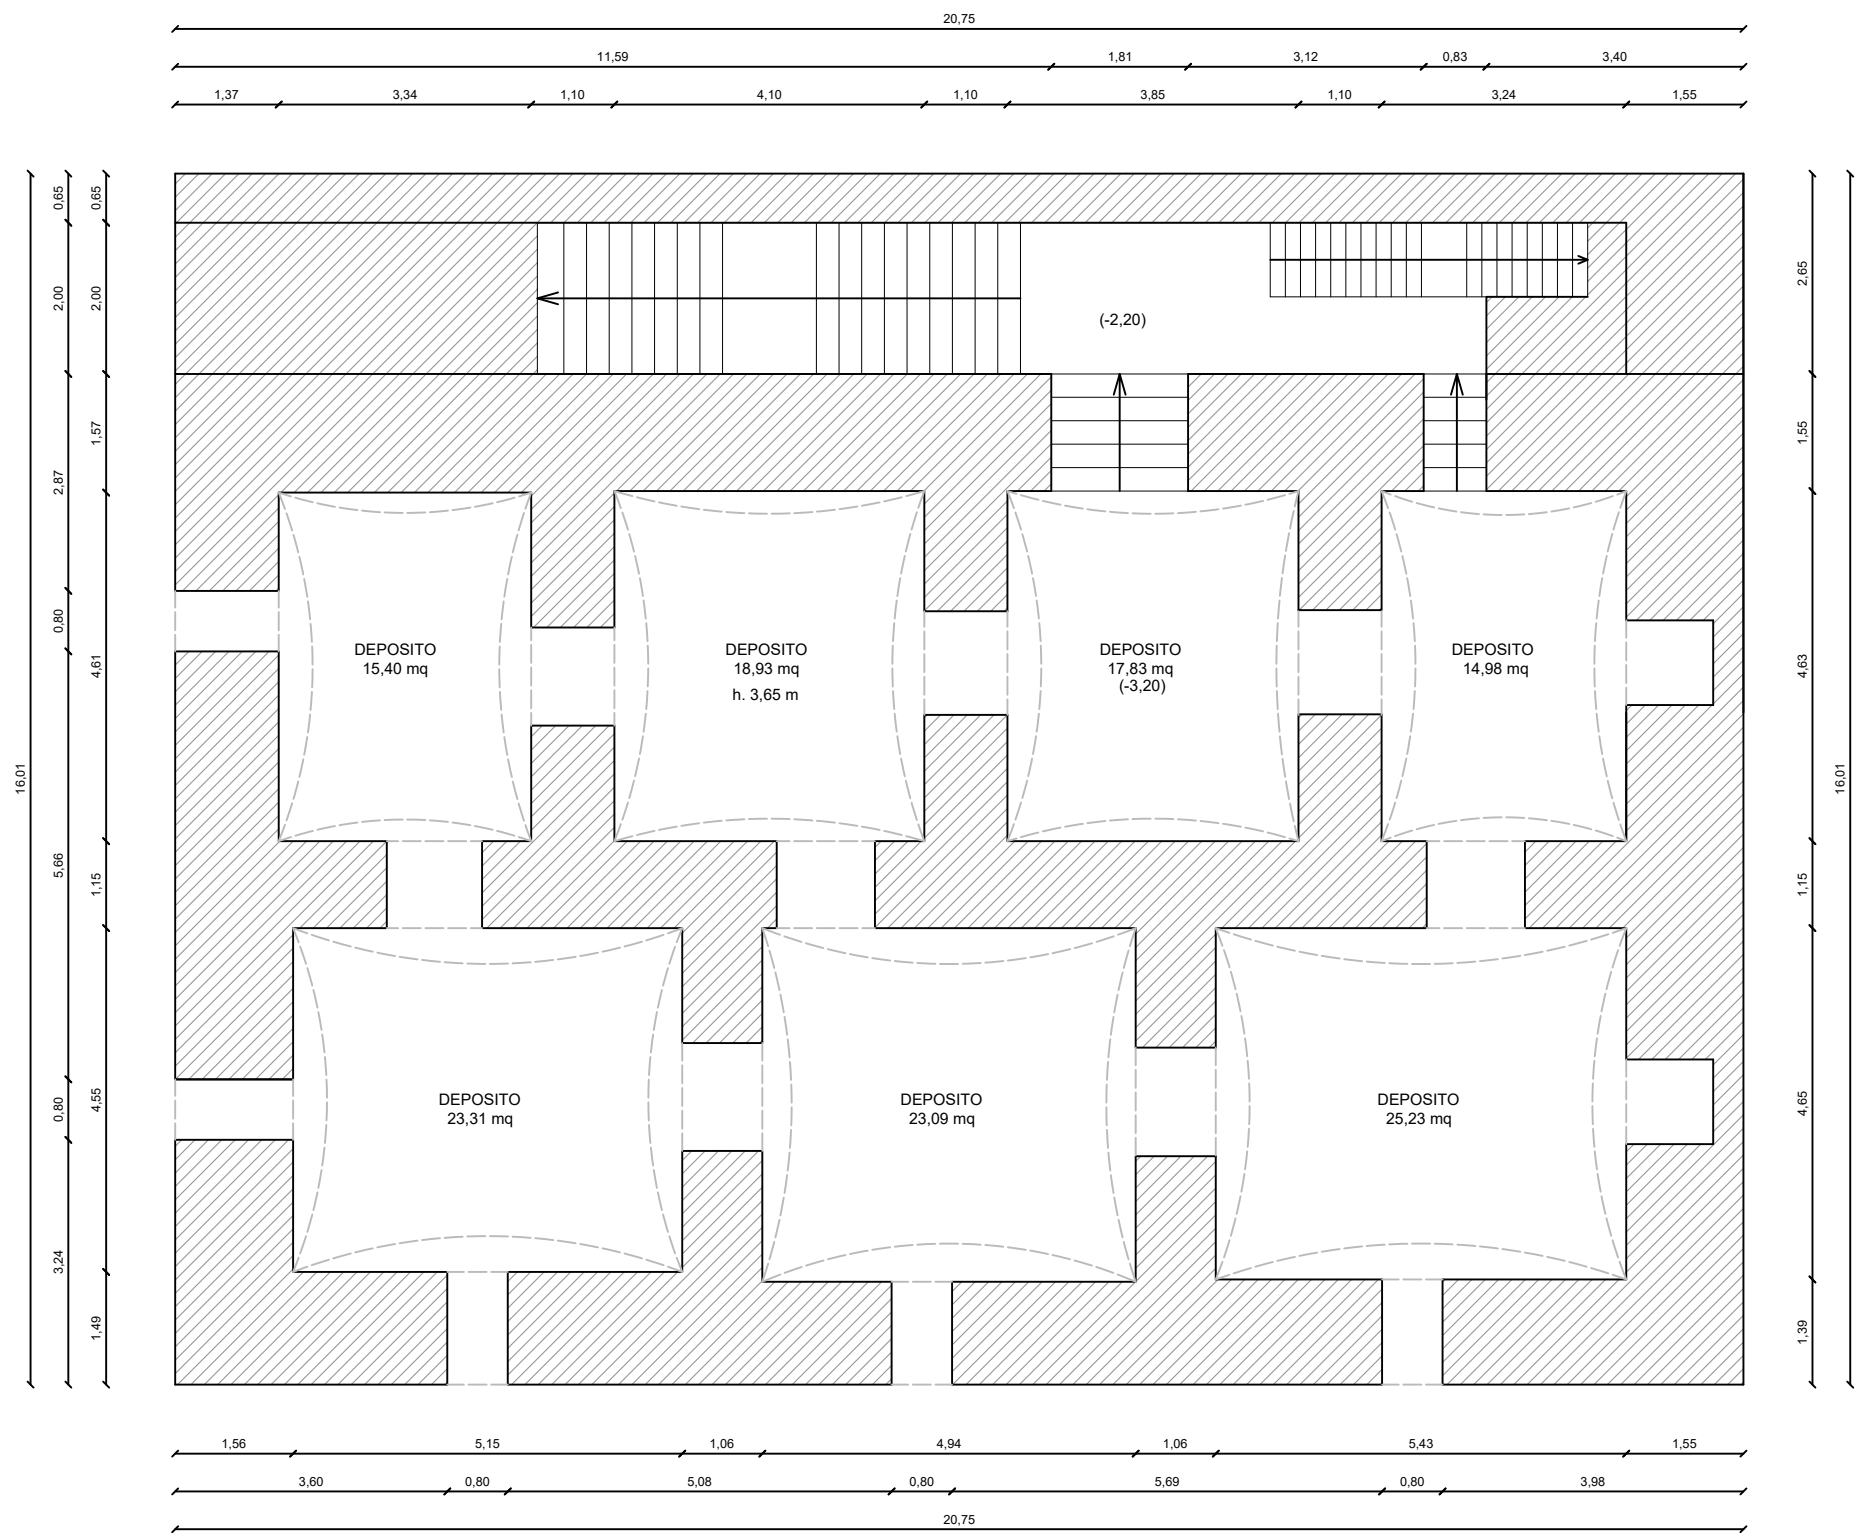 20,75
11,59 1,81 3,12 0,83 3,40
1,37 3,34 1,10 4,10 1,10 3,85 1,10 3,24 1,55
16,01
0,65
2,00
2,87
0,80
5,66
0,80
3,24
0,65
2,00
1,57
4,61
1,15
4,55
1,49
(-2,20)
DEPOSITO
15,40 mq
DEPOSITO
18,93 mq
h. 3,65 m
DEPOSITO
17,83 mq
(-3,20)
DEPOSITO
14,98 mq
DEPOSITO
23,31 mq
DEPOSITO
23,09 mq
DEPOSITO
25,23 mq
2,65
1,55
4,63
1,15
4,65
1,39
16,01
1,56 5,15 1,06 4,94 1,06 5,43 1,55
3,60 0,80 5,08 0,80 5,69 0,80 3,98
20,75